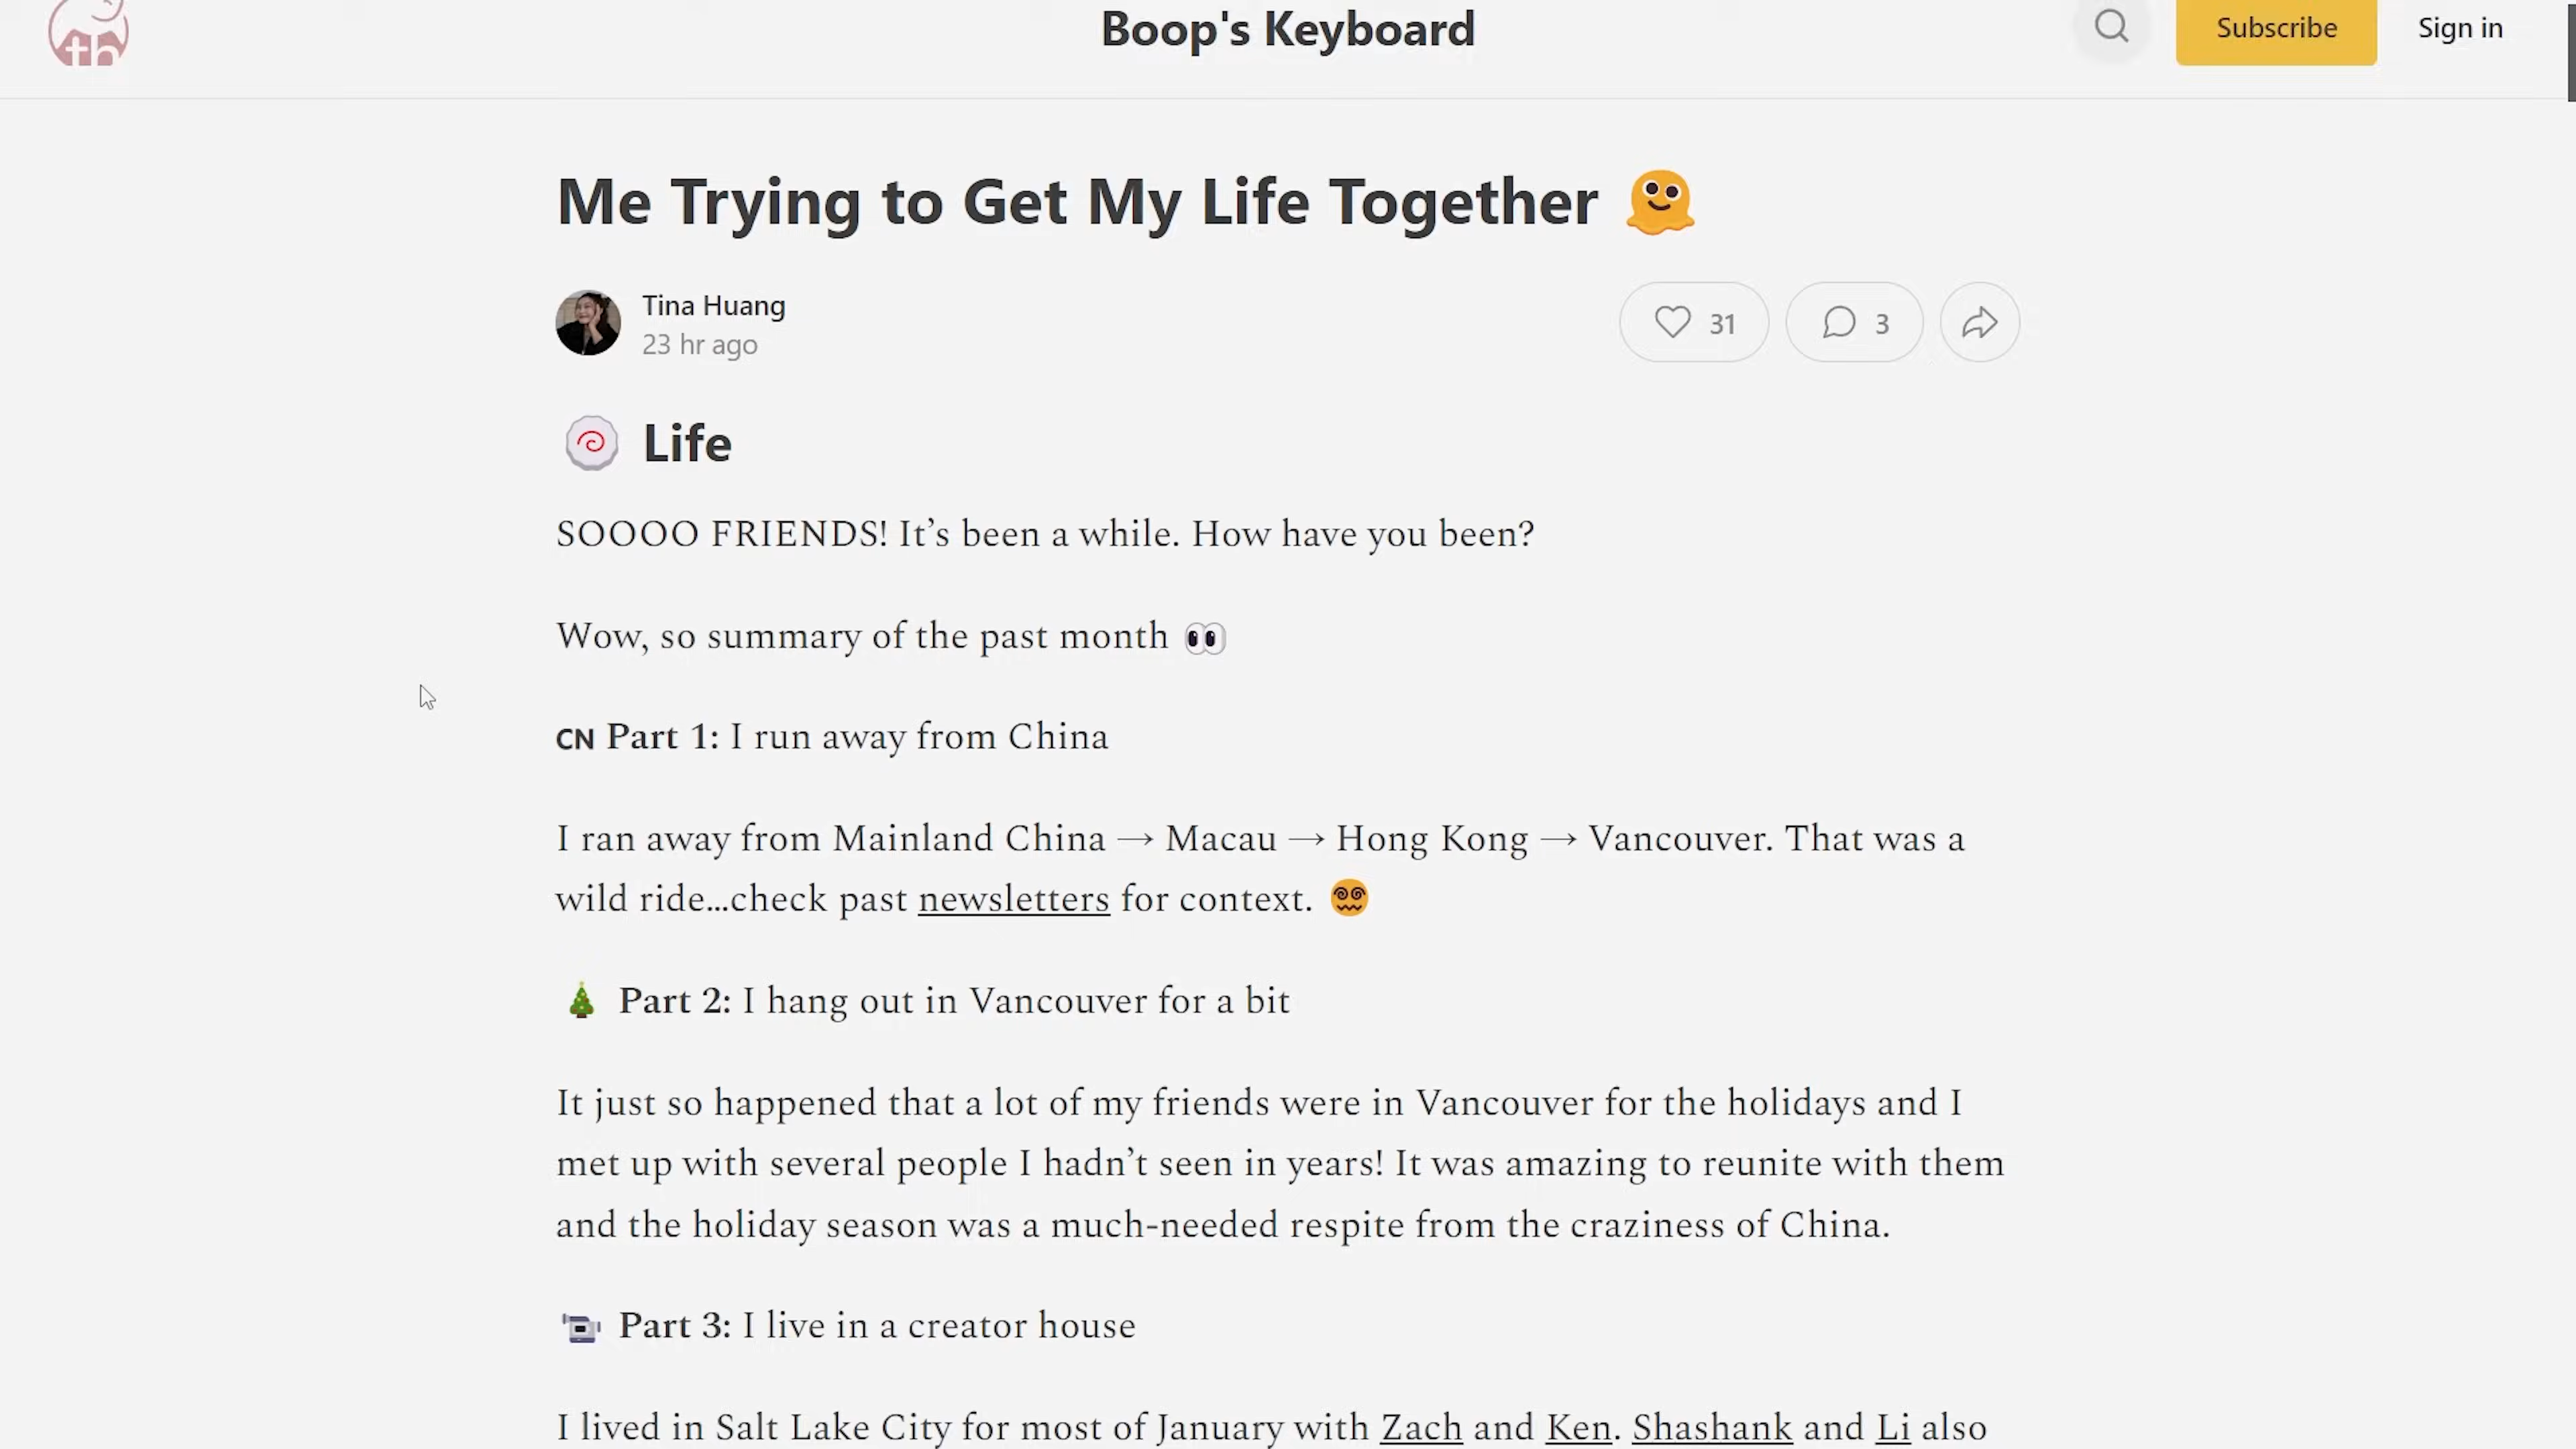 th
Boop's Keyboard
Subscribe
Sign in
Me Trying to Get My Life Together
Tina Huang
23 hr ago
31
3
Life
SOOOO FRIENDS! It’s been a while. How have you been?
Wow, so summary of the past month
CN Part 1: I run away from China
I ran away from Mainland China → Macau → Hong Kong → Vancouver. That was a
wild ride...check past newsletters for context.
Part 2: I hang out in Vancouver for a bit
It just so happened that a lot of my friends were in Vancouver for the holidays and I
met up with several people I hadn’t seen in years! It was amazing to reunite with them
and the holiday season was a much-needed respite from the craziness of China.
Part 3: I live in a creator house
I lived in Salt Lake City for most of January with Zach and Ken. Shashank and Li also